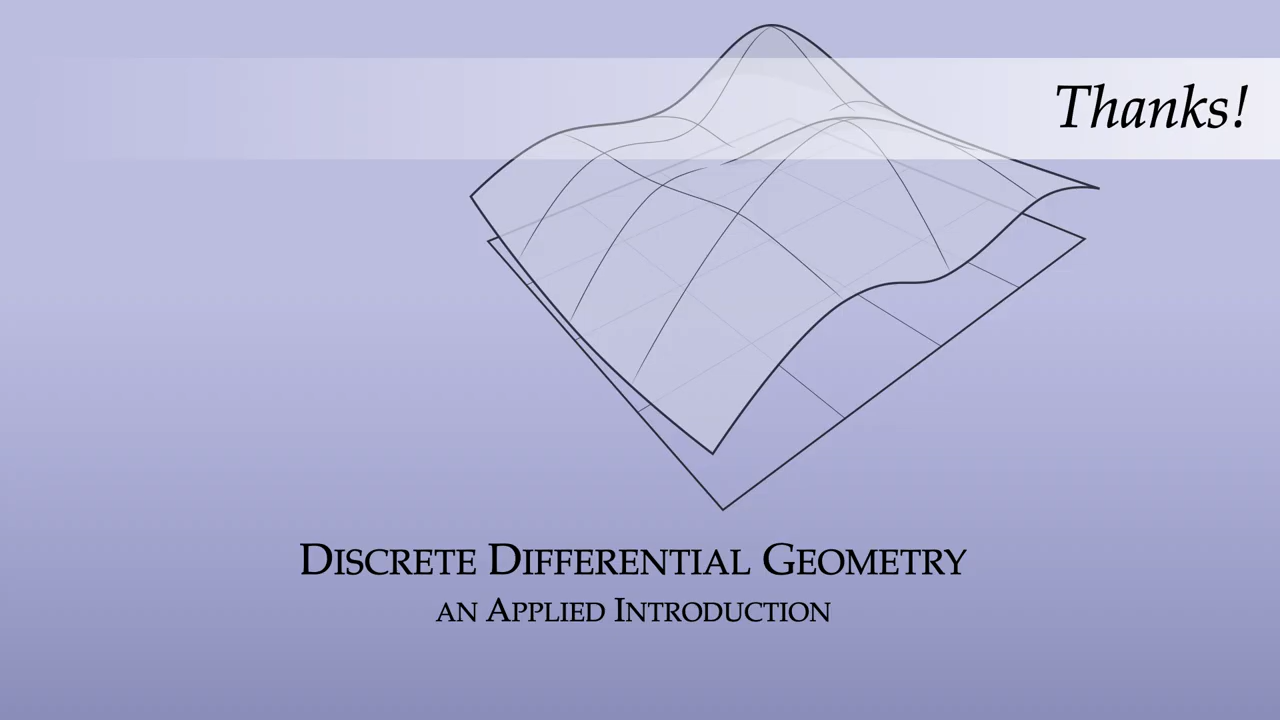 Thanks!
Discrete Differential Geometry
an Applied Introduction